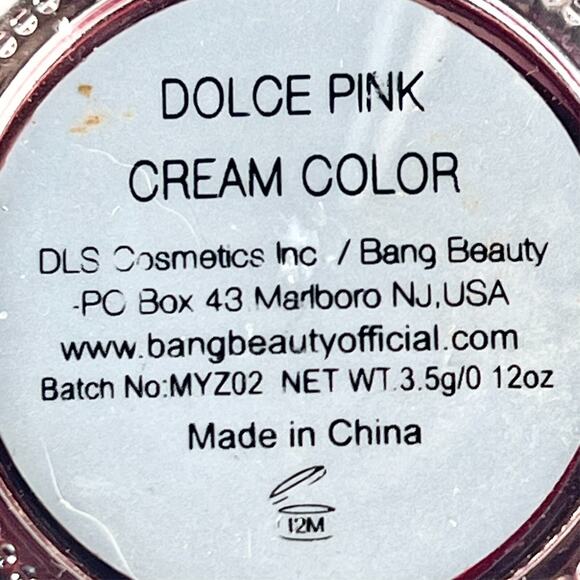 DOLCE PINK
CREAM COLOR
DLS Cosmetics Inc / Bang Beauty
-PO Box 43 Marlboro NJ,USA
www.bangbeautyofficial.com
Batch No:MYZ02 NET WT.3.5g/0 12oz
Made in China
12M